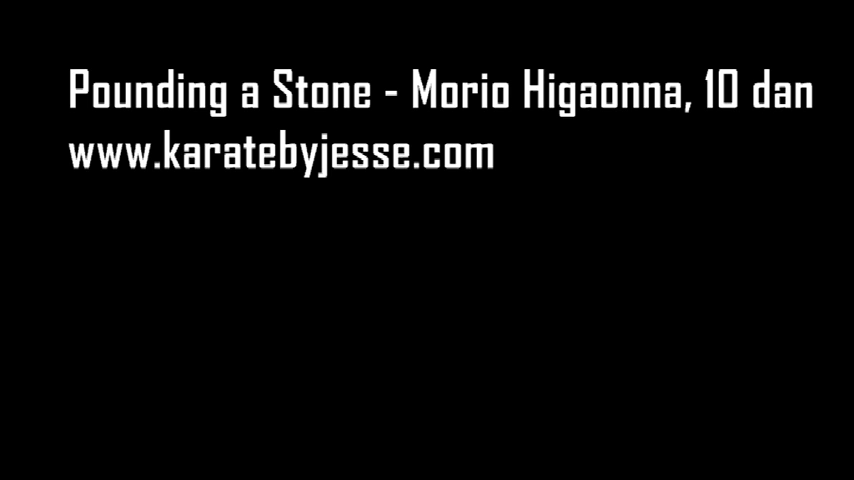 Pounding a Stone - Morio Higaonna, 10 dan
www.karatebyjesse.com